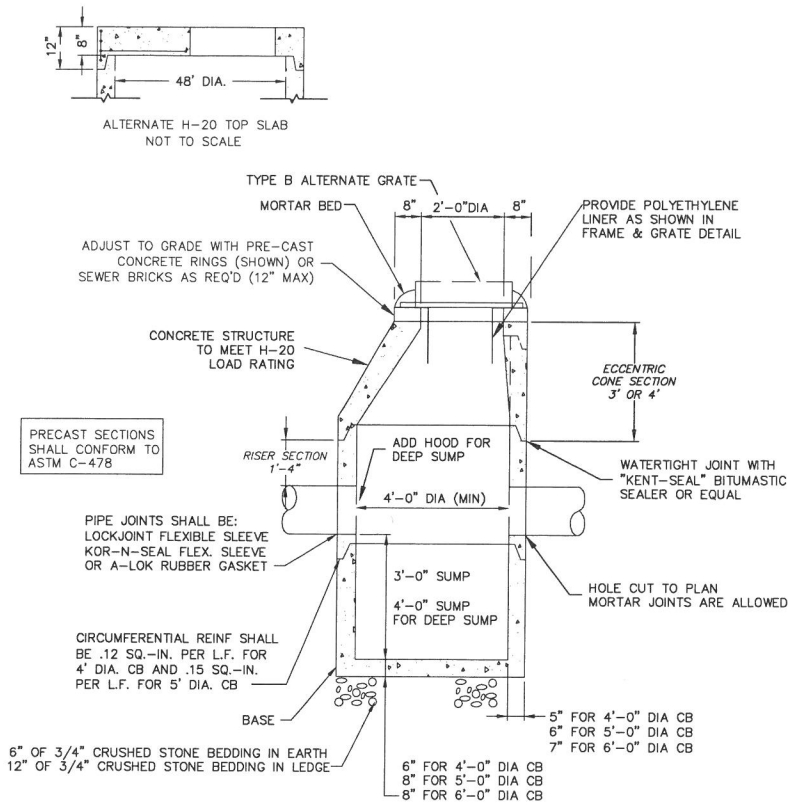 12"
8"
48' DIA.
ALTERNATE H-20 TOP SLAB
NOT TO SCALE
TYPE B ALTERNATE GRATE
MORTAR BED
8"
2'-0"DIA
8"
PROVIDE POLYETHYLENE
LINER AS SHOWN IN
FRAME & GRATE DETAIL
ADJUST TO GRADE WITH PRE-CAST
CONCRETE RINGS (SHOWN) OR
SEWER BRICKS AS REQ'D (12" MAX)
CONCRETE STRUCTURE
TO MEET H-20
LOAD RATING
ECCENTRIC
CONE SECTION
3' OR 4'
PRECAST SECTIONS
SHALL CONFORM TO
ASTM C-478
RISER SECTION
1'-4"
ADD HOOD FOR
DEEP SUMP
WATERTIGHT JOINT WITH
"KENT-SEAL" BITUMASTIC
SEALER OR EQUAL
4'-0" DIA (MIN)
PIPE JOINTS SHALL BE:
LOCKJOINT FLEXIBLE SLEEVE
KOR-N-SEAL FLEX. SLEEVE
OR A-LOK RUBBER GASKET
3'-0" SUMP
4'-0" SUMP
FOR DEEP SUMP
HOLE CUT TO PLAN
MORTAR JOINTS ARE ALLOWED
CIRCUMFERENTIAL REINF SHALL
BE .12 SQ.-IN. PER L.F. FOR
4' DIA. CB AND .15 SQ.-IN.
PER L.F. FOR 5' DIA. CB
BASE
5" FOR 4'-0" DIA CB
6" FOR 5'-0" DIA CB
7" FOR 6'-0" DIA CB
6" OF 3/4" CRUSHED STONE BEDDING IN EARTH
12" OF 3/4" CRUSHED STONE BEDDING IN LEDGE
6" FOR 4'-0" DIA CB
8" FOR 5'-0" DIA CB
8" FOR 6'-0" DIA CB